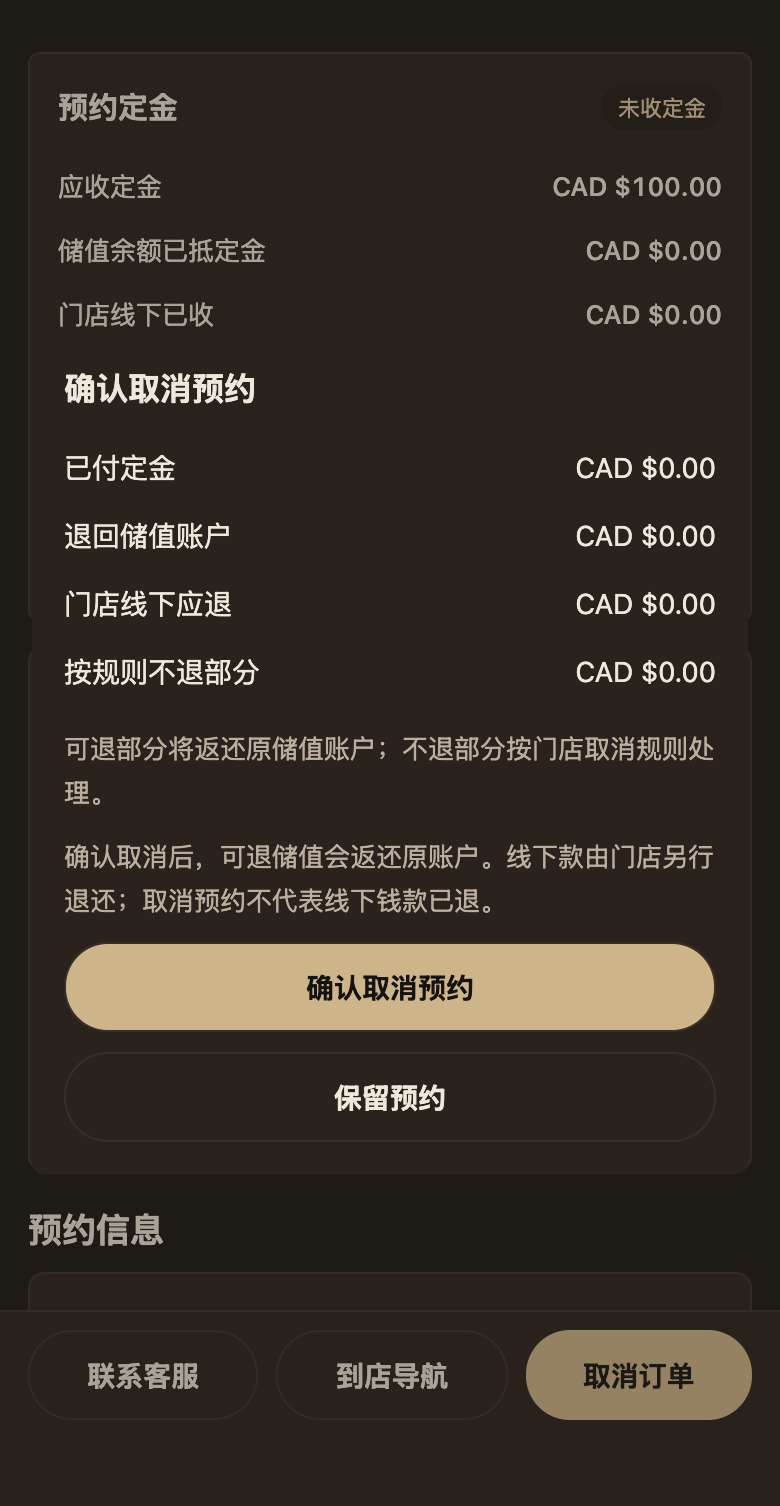 预约定金 未收定金
应收定金 CAD $100.00
储值余额已抵定金 CAD $0.00
门店线下已收 CAD $0.00
确认取消预约
已付定金 CAD $0.00
退回储值账户 CAD $0.00
门店线下应退 CAD $0.00
按规则不退部分 CAD $0.00
可退部分将返还原储值账户；不退部分按门店取消规则处
理。
确认取消后，可退储值会返还原账户。线下款由门店另行
退还；取消预约不代表线下钱款已退。
确认取消预约
保留预约
预约信息
联系客服 到店导航 取消订单